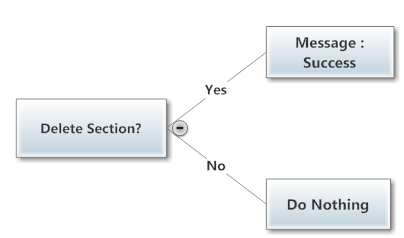 Message :
Success
Yes
Delete Section?
No
Do Nothing